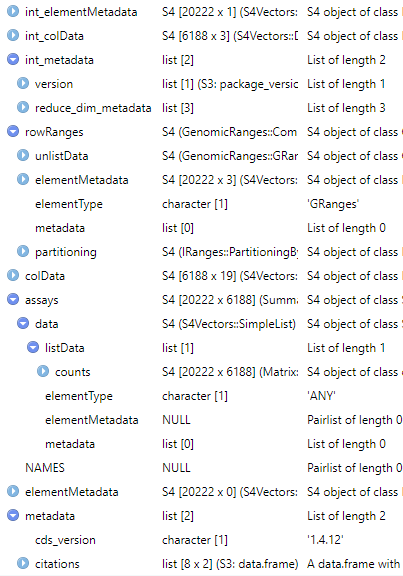 int_elementMetadata S4 [20222 x 1] (S4Vectors: S4 object of class
int_colData S4 [6188 x 3] (S4Vectors::D S4 object of class
int_metadata list [2] List of length 2
version list [1] (S3: package_versic List of length 1
reduce_dim_metadata list [3] List of length 3
rowRanges S4 (GenomicRanges::Com S4 object of class
unlistData S4 (GenomicRanges::GRar S4 object of class
elementMetadata S4 [20222 x 3] (S4Vectors: S4 object of class
elementType character [1] 'GRanges'
metadata list [0] List of length 0
partitioning S4 (IRanges::PartitioningBy S4 object of class
colData S4 [6188 x 19] (S4Vectors: S4 object of class
assays S4 [20222 x 6188] (Summa S4 object of class
data S4 (S4Vectors::SimpleList) S4 object of class
listData list [1] List of length 1
counts S4 [20222 x 6188] (Matrix: S4 object of class
elementType character [1] 'ANY'
elementMetadata NULL Pairlist of length 0
metadata list [0] List of length 0
NAMES NULL Pairlist of length 0
elementMetadata S4 [20222 x 0] (S4Vectors: S4 object of class
metadata list [2] List of length 2
cds_version character [1] '1.4.12'
citations list [8 x 2] (S3: data.frame) A data.frame with